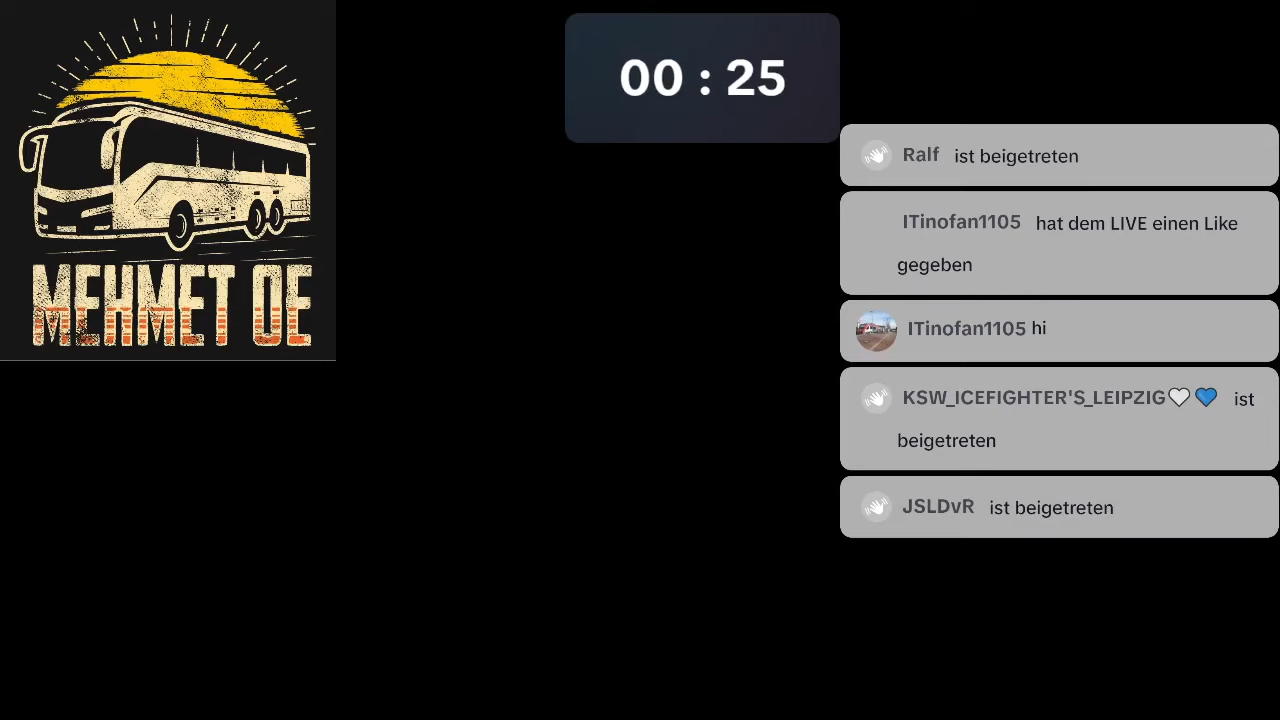 MEHMET OE
00 : 25
Ralf ist beigetreten
ITinofan1105 hat dem LIVE einen Like
gegeben
ITinofan1105 hi
KSW_ICEFIGHTER'S_LEIPZIG🤍💙 ist
beigetreten
JSLDvR ist beigetreten